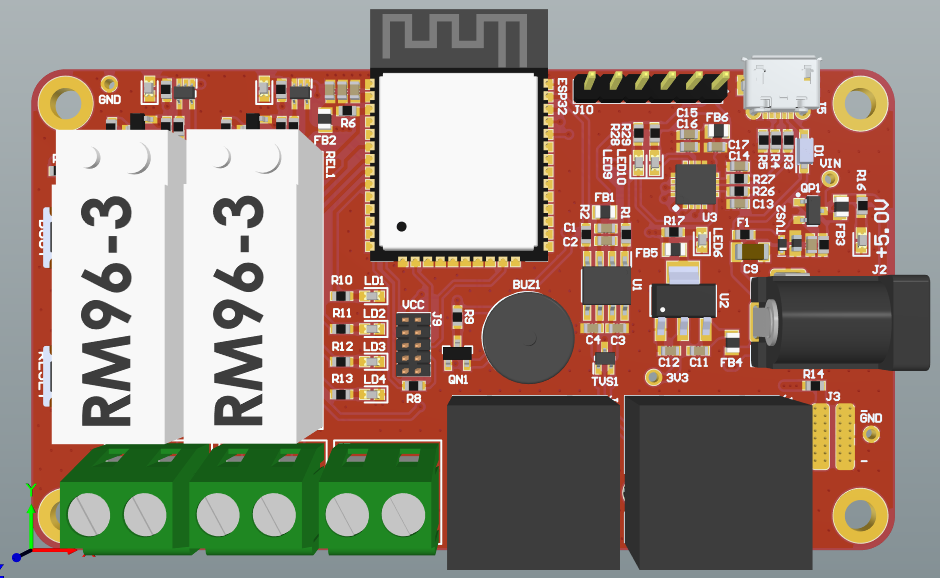 GND
R6
FB2
REL1
RM96-3
RM96-3
ESP32
J10
C15
C16
FB6
R28
R29
LED9
LED10
C17
C14
R27
R26
C13
U3
R5
R4
R3
D1
VIN
QP1
R16
TVS2
FB3
+5.0V
J2
FB1
R2
R1
C1
C2
R17
FB5
LED6
F1
C9
U1
U2
C4
C3
TVS1
C12
C11
FB4
3V3
R14
J3
GND
BUZ1
R10
LD1
R11
LD2
R12
LD3
R13
LD4
VCC
J9
R9
QN1
R8
Y